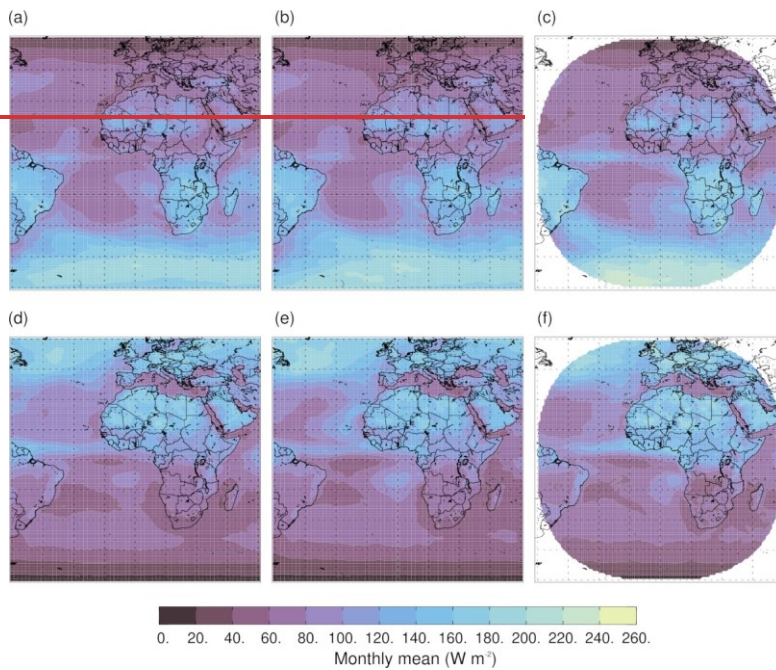 (a) (b) (c)
(d) (e) (f)
0. 20. 40. 60. 80. 100. 120. 140. 160. 180. 200. 220. 240. 260.
Monthly mean (W m⁻²)